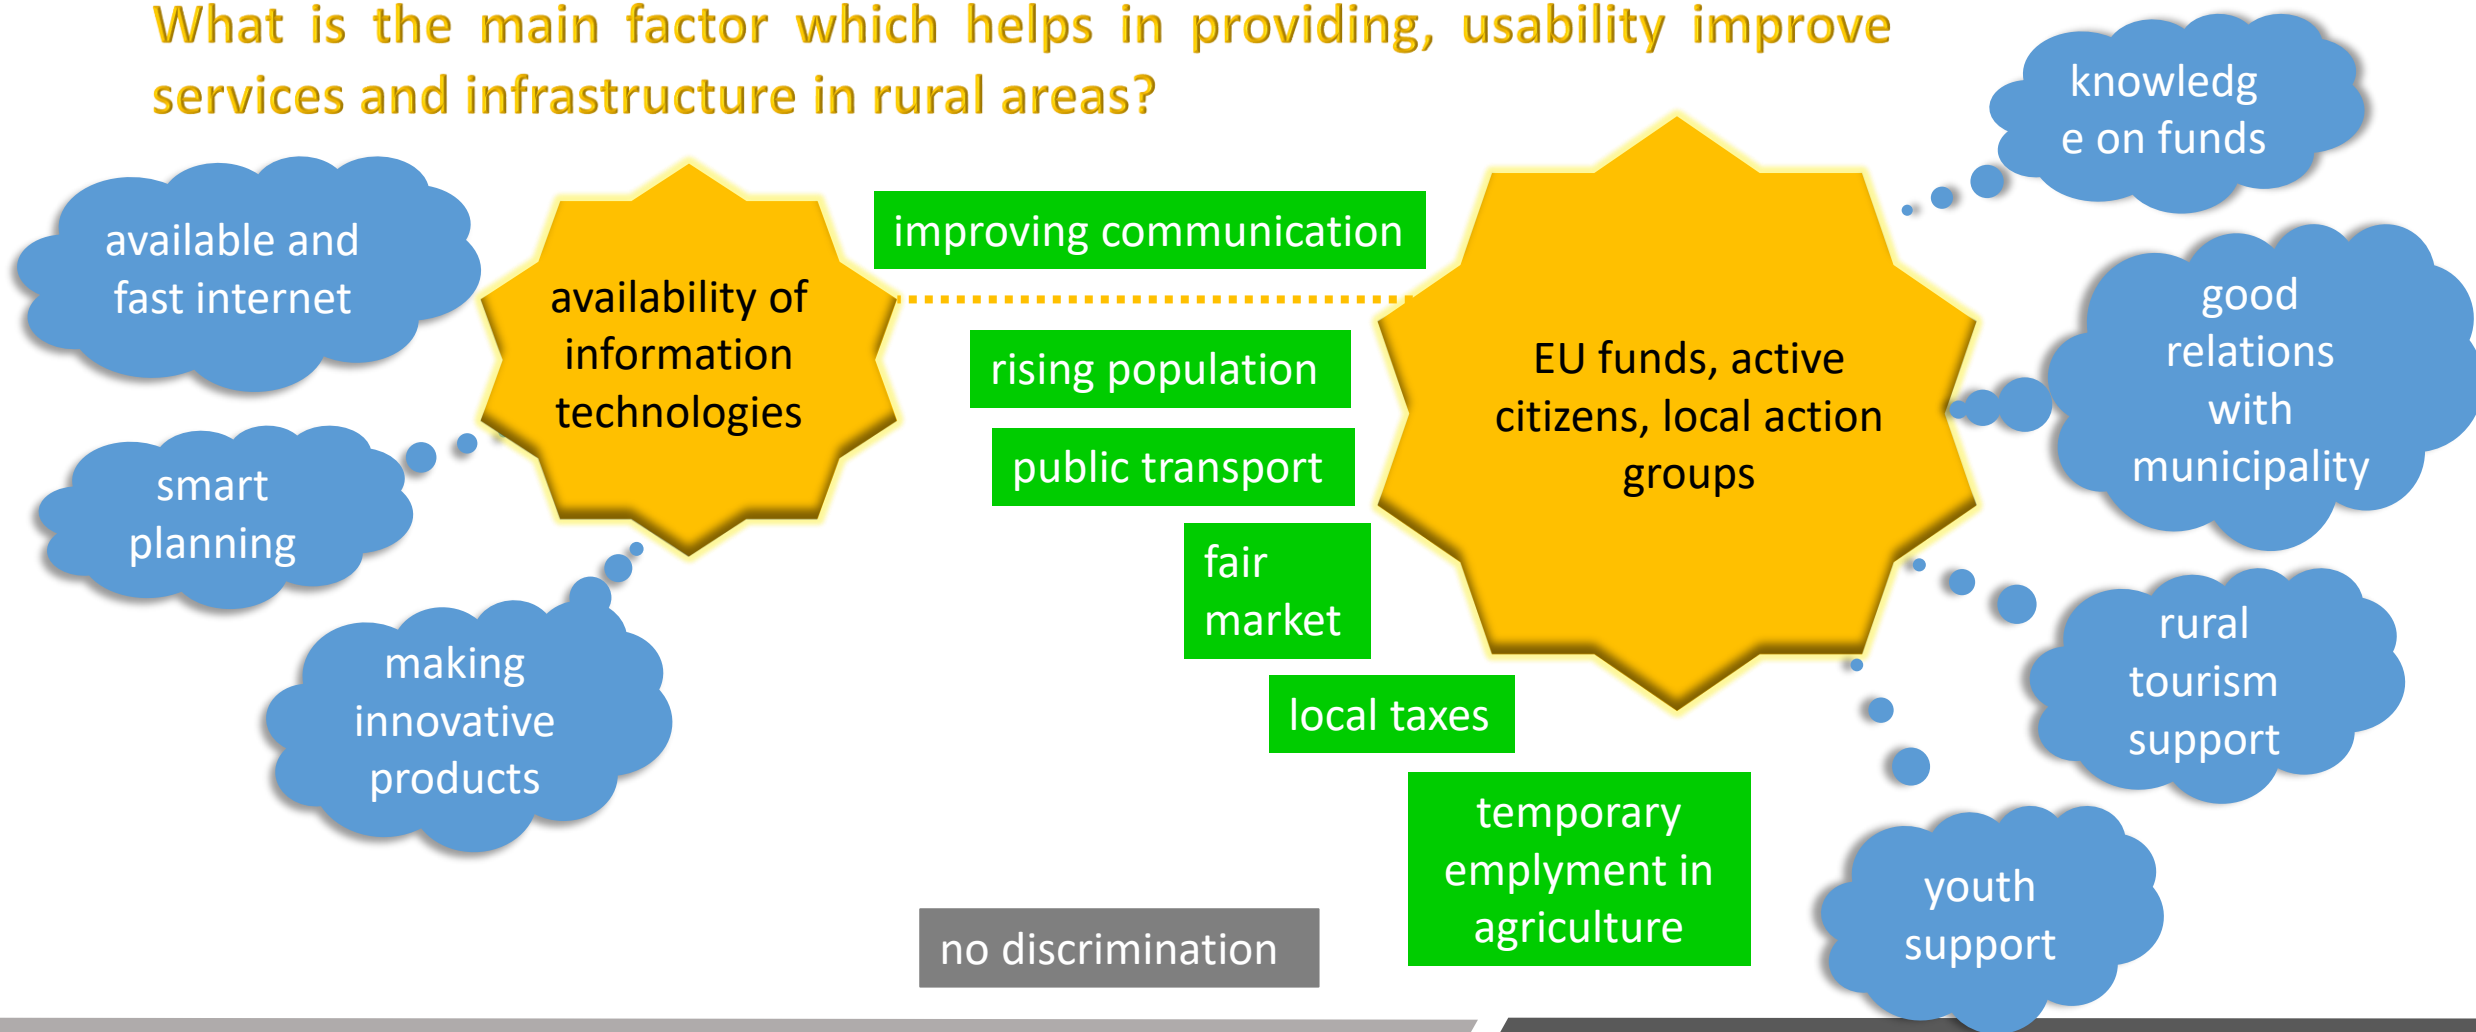 What is the main factor which helps in providing, usability improve
services and infrastructure in rural areas?
available and
fast internet
smart
planning
making
innovative
products
availability of
information
technologies
improving communication
rising population
public transport
fair
market
local taxes
temporary
emplyment in
agriculture
no discrimination
EU funds, active
citizens, local action
groups
knowledg
e on funds
good
relations
with
municipality
rural
tourism
support
youth
support